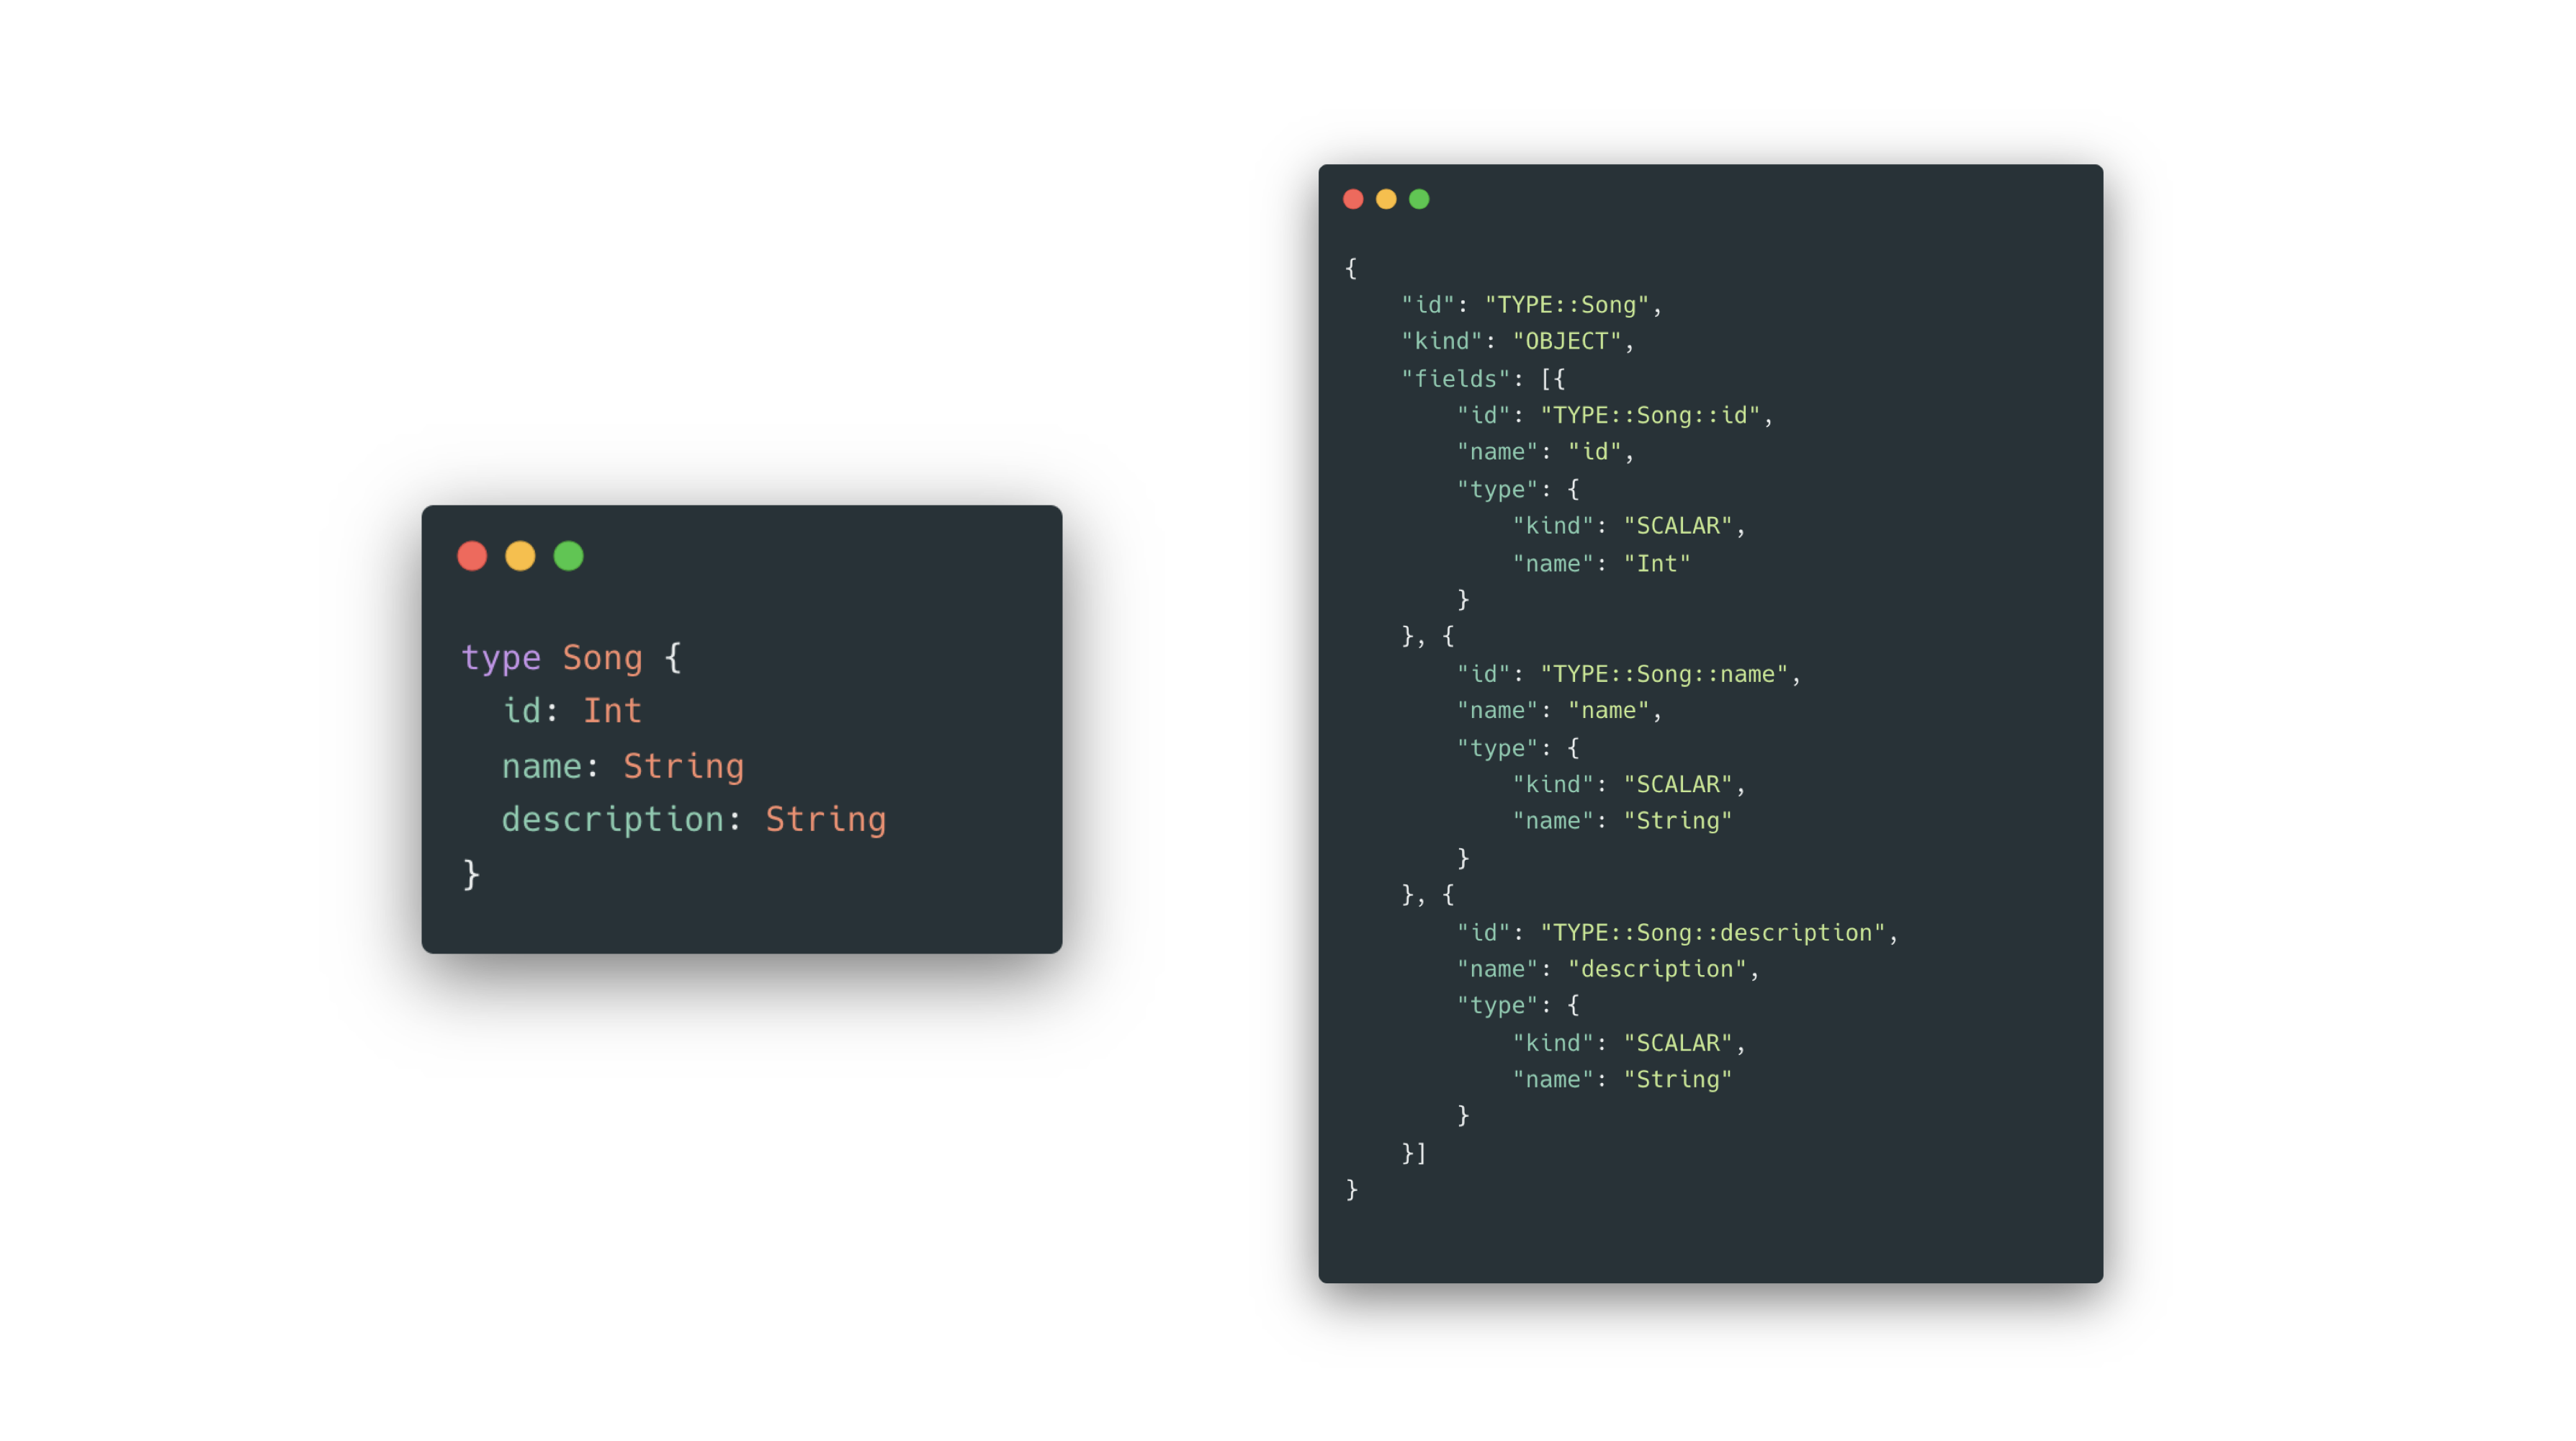 type Song {
  id: Int
  name: String
  description: String
}
{
    "id": "TYPE::Song",
    "kind": "OBJECT",
    "fields": [{
        "id": "TYPE::Song::id",
        "name": "id",
        "type": {
            "kind": "SCALAR",
            "name": "Int"
        }
    }, {
        "id": "TYPE::Song::name",
        "name": "name",
        "type": {
            "kind": "SCALAR",
            "name": "String"
        }
    }, {
        "id": "TYPE::Song::description",
        "name": "description",
        "type": {
            "kind": "SCALAR",
            "name": "String"
        }
    }]
}